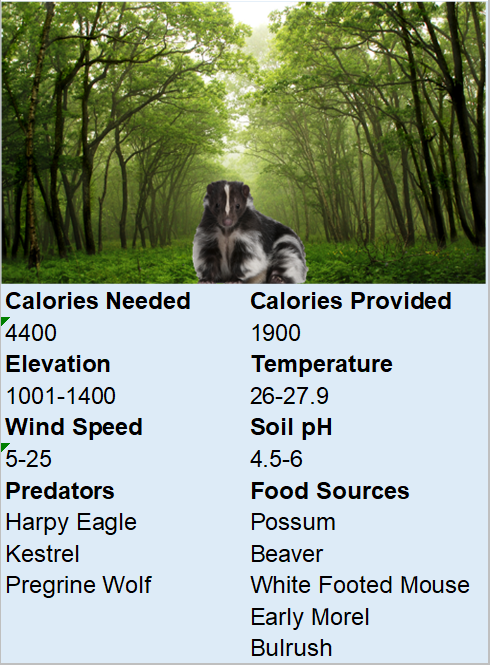 Calories Needed Calories Provided
4400 1900
Elevation Temperature
1001-1400 26-27.9
Wind Speed Soil pH
5-25 4.5-6
Predators Food Sources
Harpy Eagle Possum
Kestrel Beaver
Pregrine Wolf White Footed Mouse
Early Morel
Bulrush